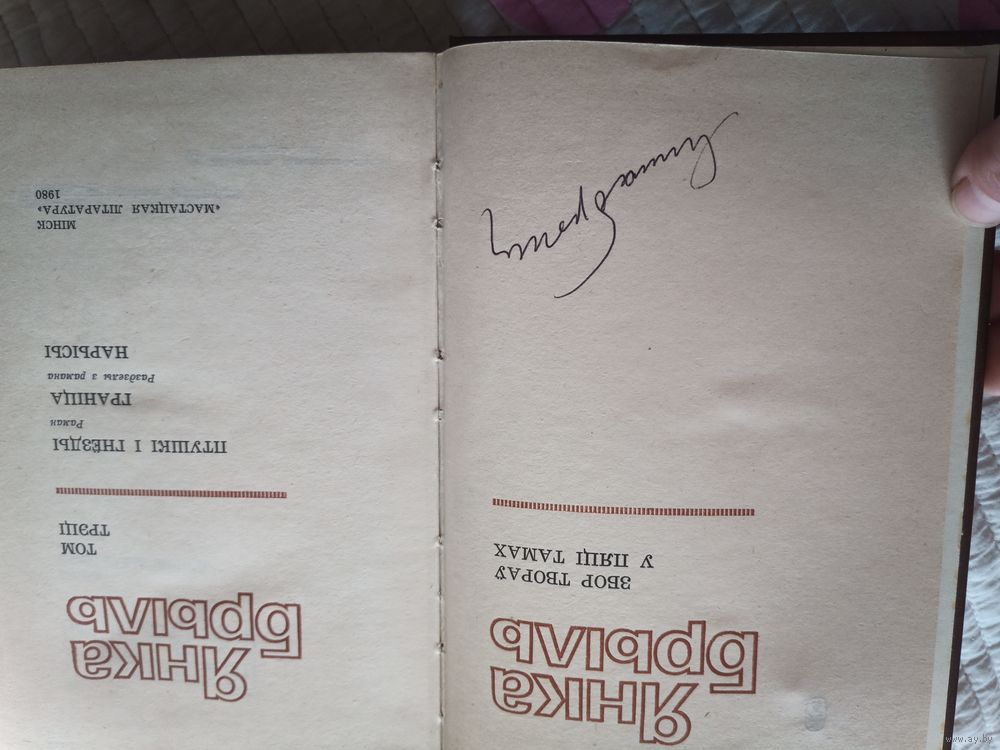 ЯНКА
БРЫЛЬ
ЗБОР ТВОРАЎ
У ПЯЦІ ТАМАХ
ЯНКА
БРЫЛЬ
ТОМ
ТРЭЦІ
ПТУШКІ І ГНЁЗДЫ
Раман
ГРАНІЦА
Раздзелы з рамана
НАРЫСЫ
МІНСК
«МАСТАЦКАЯ ЛІТАРАТУРА»
1980
www.ay.by